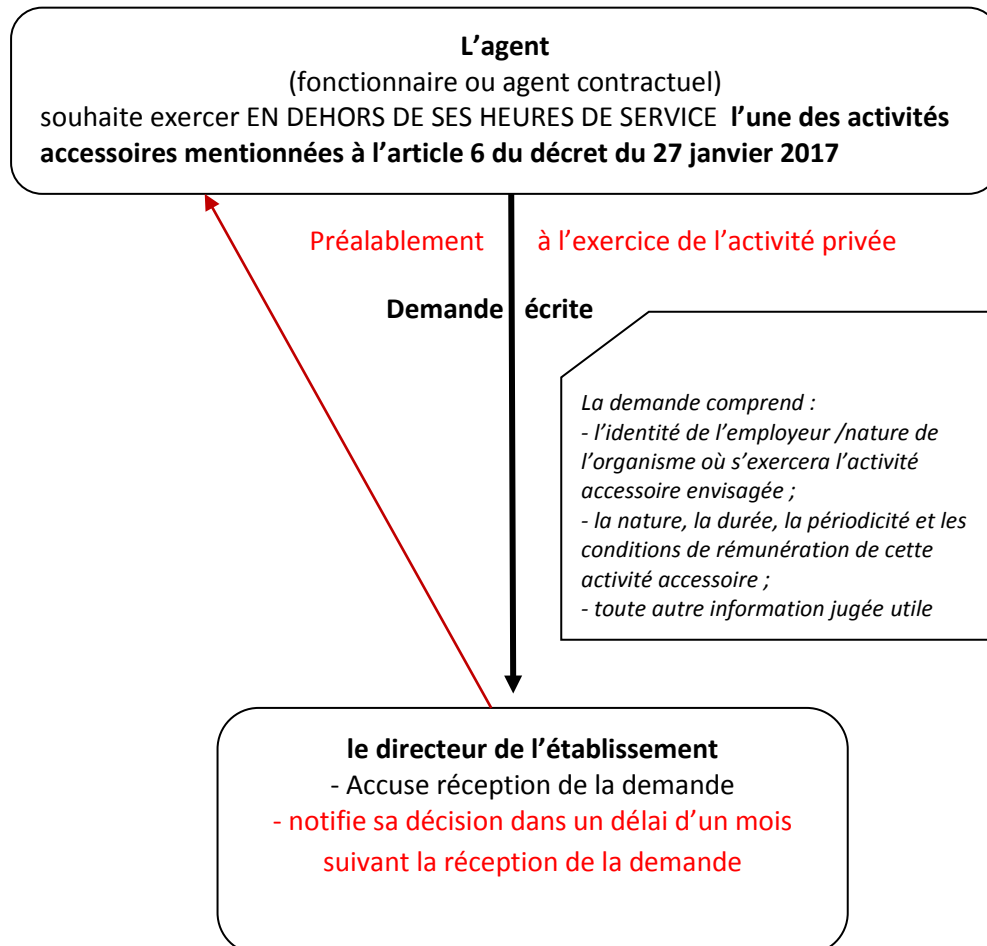 L’agent
(fonctionnaire ou agent contractuel)
souhaite exercer EN DEHORS DE SES HEURES DE SERVICE l’une des activités
accessoires mentionnées à l’article 6 du décret du 27 janvier 2017
Préalablement à l’exercice de l’activité privée
Demande écrite
La demande comprend :
- l’identité de l’employeur /nature de
l’organisme où s’exercera l’activité
accessoire envisagée ;
- la nature, la durée, la périodicité et les
conditions de rémunération de cette
activité accessoire ;
- toute autre information jugée utile
le directeur de l’établissement
- Accuse réception de la demande
- notifie sa décision dans un délai d’un mois
suivant la réception de la demande